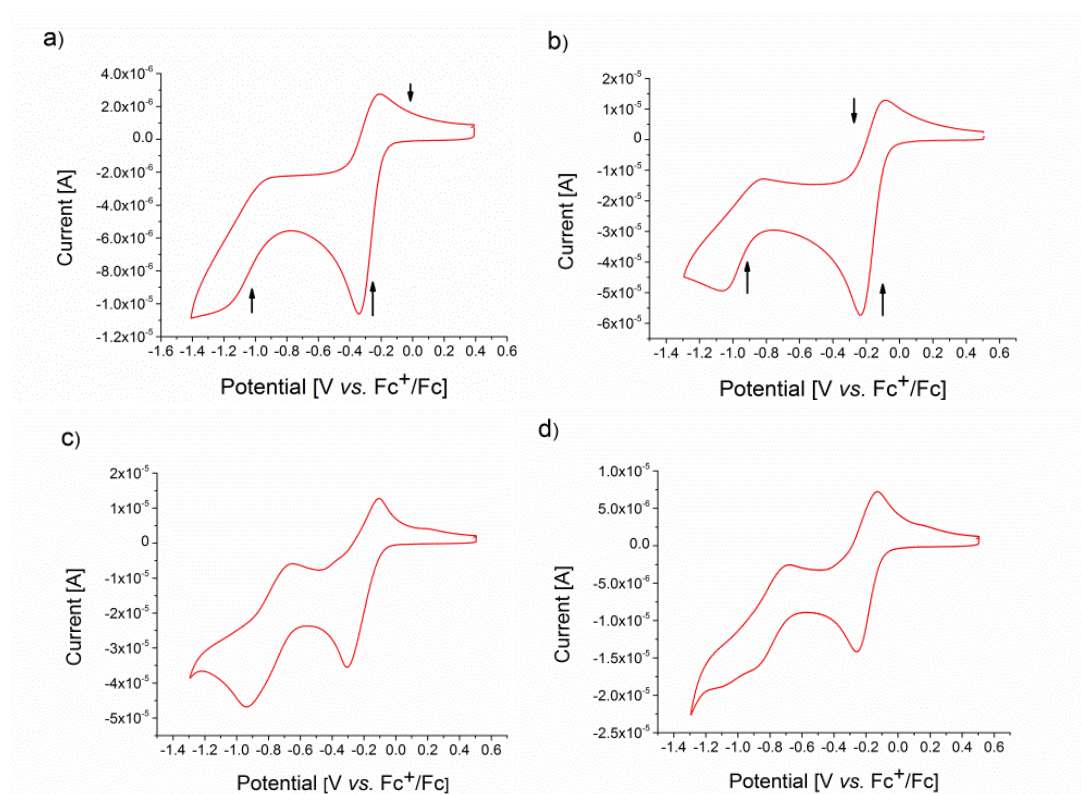 a)
4.0x10⁻⁶
2.0x10⁻⁶
0.0
-2.0x10⁻⁶
-4.0x10⁻⁶
-6.0x10⁻⁶
-8.0x10⁻⁶
-1.0x10⁻⁵
-1.2x10⁻⁵
Current [A]
-1.6 -1.4 -1.2 -1.0 -0.8 -0.6 -0.4 -0.2 0.0 0.2 0.4 0.6
Potential [V vs. Fc⁺/Fc]
b)
2x10⁻⁵
1x10⁻⁵
0
-1x10⁻⁵
-2x10⁻⁵
-3x10⁻⁵
-4x10⁻⁵
-5x10⁻⁵
-6x10⁻⁵
Current [A]
-1.4 -1.2 -1.0 -0.8 -0.6 -0.4 -0.2 0.0 0.2 0.4 0.6
Potential [V vs. Fc⁺/Fc]
c)
2x10⁻⁵
1x10⁻⁵
0
-1x10⁻⁵
-2x10⁻⁵
-3x10⁻⁵
-4x10⁻⁵
-5x10⁻⁵
Current [A]
-1.4 -1.2 -1.0 -0.8 -0.6 -0.4 -0.2 0.0 0.2 0.4 0.6
Potential [V vs. Fc⁺/Fc]
d)
1.0x10⁻⁵
5.0x10⁻⁶
0.0
-5.0x10⁻⁶
-1.0x10⁻⁵
-1.5x10⁻⁵
-2.0x10⁻⁵
-2.5x10⁻⁵
Current [A]
-1.4 -1.2 -1.0 -0.8 -0.6 -0.4 -0.2 0.0 0.2 0.4 0.6
Potential [V vs. Fc⁺/Fc]